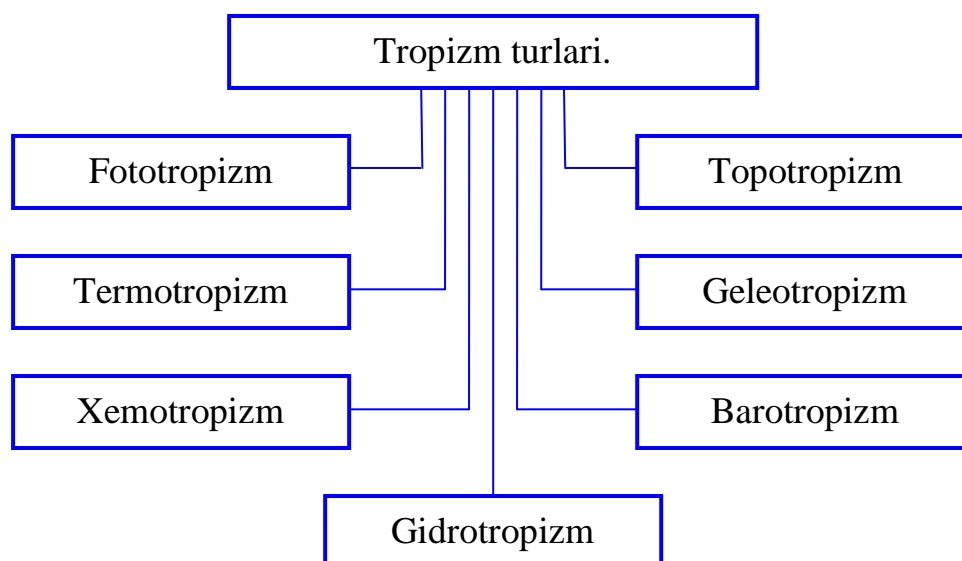 Tropizm turlari.
Fototropizm
Topotropizm
Termotropizm
Geleotropizm
Xemotropizm
Barotropizm
Gidrotropizm